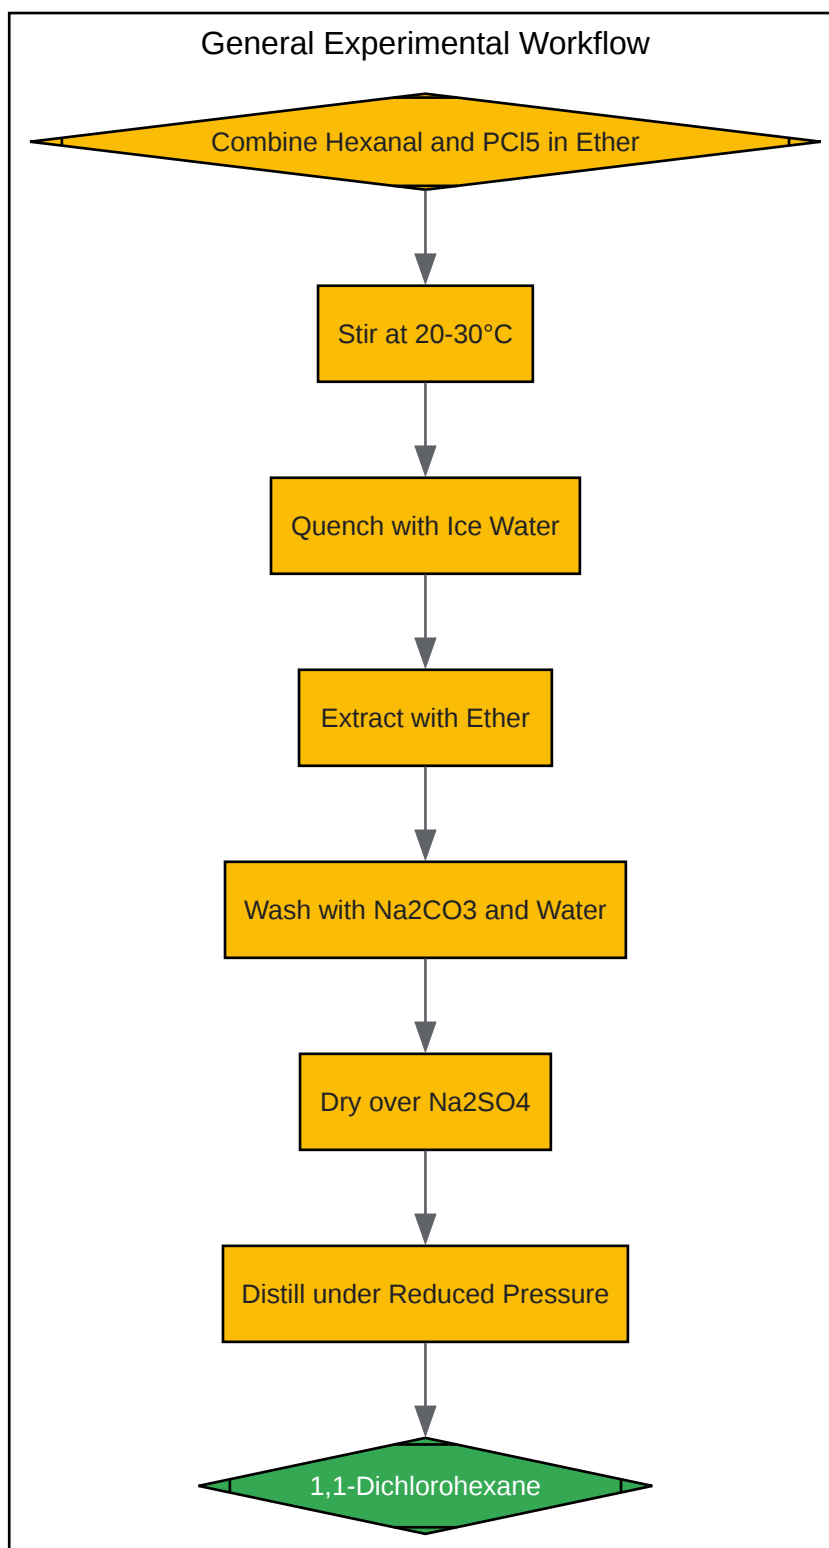 General Experimental Workflow
Combine Hexanal and PCl5 in Ether
Stir at 20-30°C
Quench with Ice Water
Extract with Ether
Wash with Na2CO3 and Water
Dry over Na2SO4
Distill under Reduced Pressure
1,1-Dichlorohexane